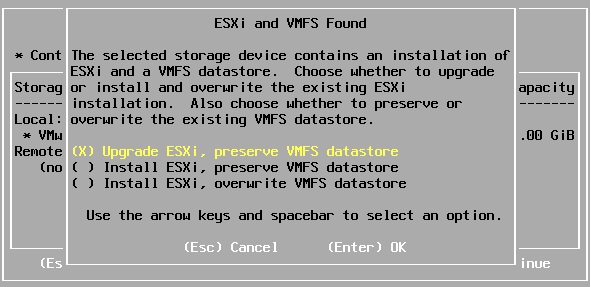 ESXi and VMFS Found
* Cont
The selected storage device contains an installation of
ESXi and a VMFS datastore.  Choose whether to upgrade
Storag
or install and overwrite the existing ESXi
apacity
------
installation.  Also choose whether to preserve or
-------
Local:
overwrite the existing VMFS datastore.
* VMw
.00 GiB
Remote
(X) Upgrade ESXi, preserve VMFS datastore
(no
( ) Install ESXi, preserve VMFS datastore
( ) Install ESXi, overwrite VMFS datastore
Use the arrow keys and spacebar to select an option.
(Esc) Cancel      (Enter) OK
(Es
inue